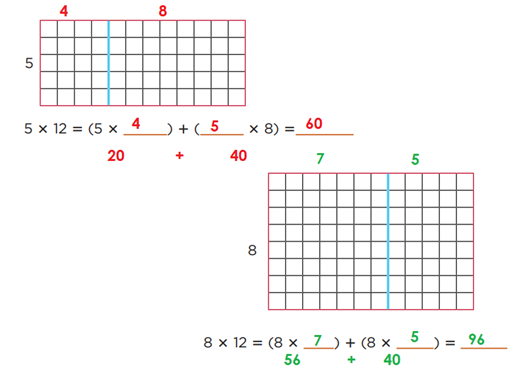 4 8
5
5 × 12 = (5 × 4) + (5 × 8) = 60
20 + 40
7 5
8
8 × 12 = (8 × 7) + (8 × 5) = 96
56 + 40